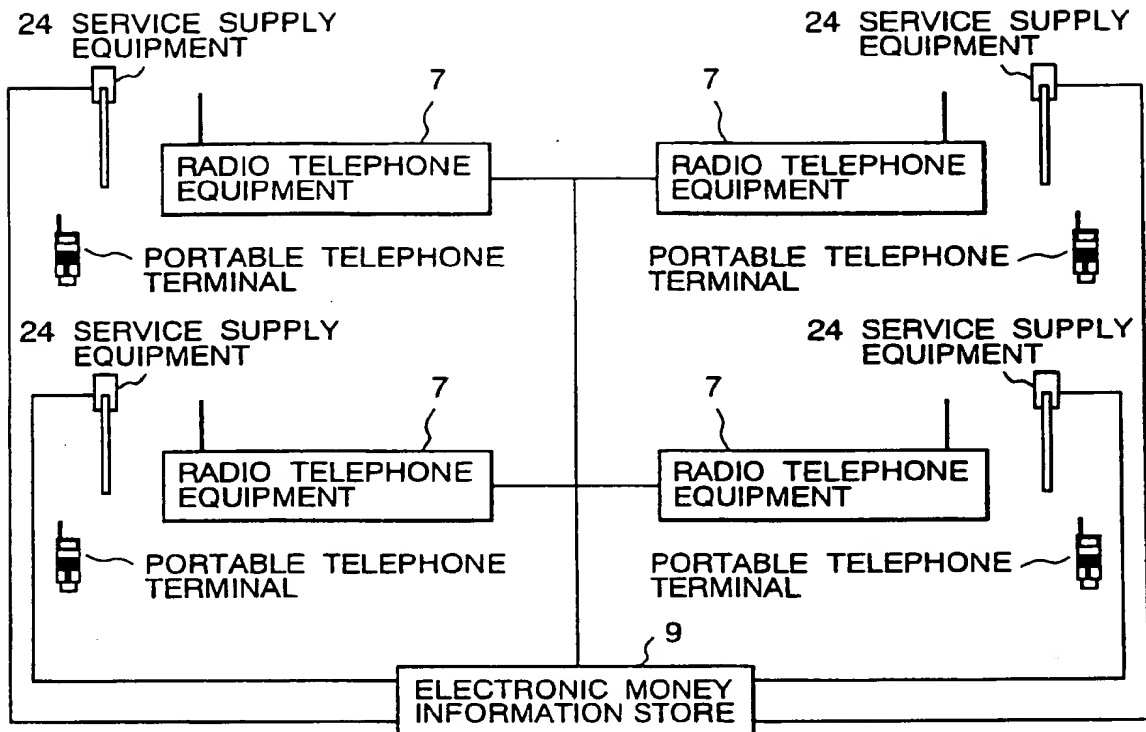 24 SERVICE SUPPLY
EQUIPMENT
24 SERVICE SUPPLY
EQUIPMENT
7
7
RADIO TELEPHONE
EQUIPMENT
RADIO TELEPHONE
EQUIPMENT
PORTABLE TELEPHONE
TERMINAL
PORTABLE TELEPHONE
TERMINAL
24 SERVICE SUPPLY
EQUIPMENT
24 SERVICE SUPPLY
EQUIPMENT
7
7
RADIO TELEPHONE
EQUIPMENT
RADIO TELEPHONE
EQUIPMENT
PORTABLE TELEPHONE
TERMINAL
PORTABLE TELEPHONE
TERMINAL
9
ELECTRONIC MONEY
INFORMATION STORE